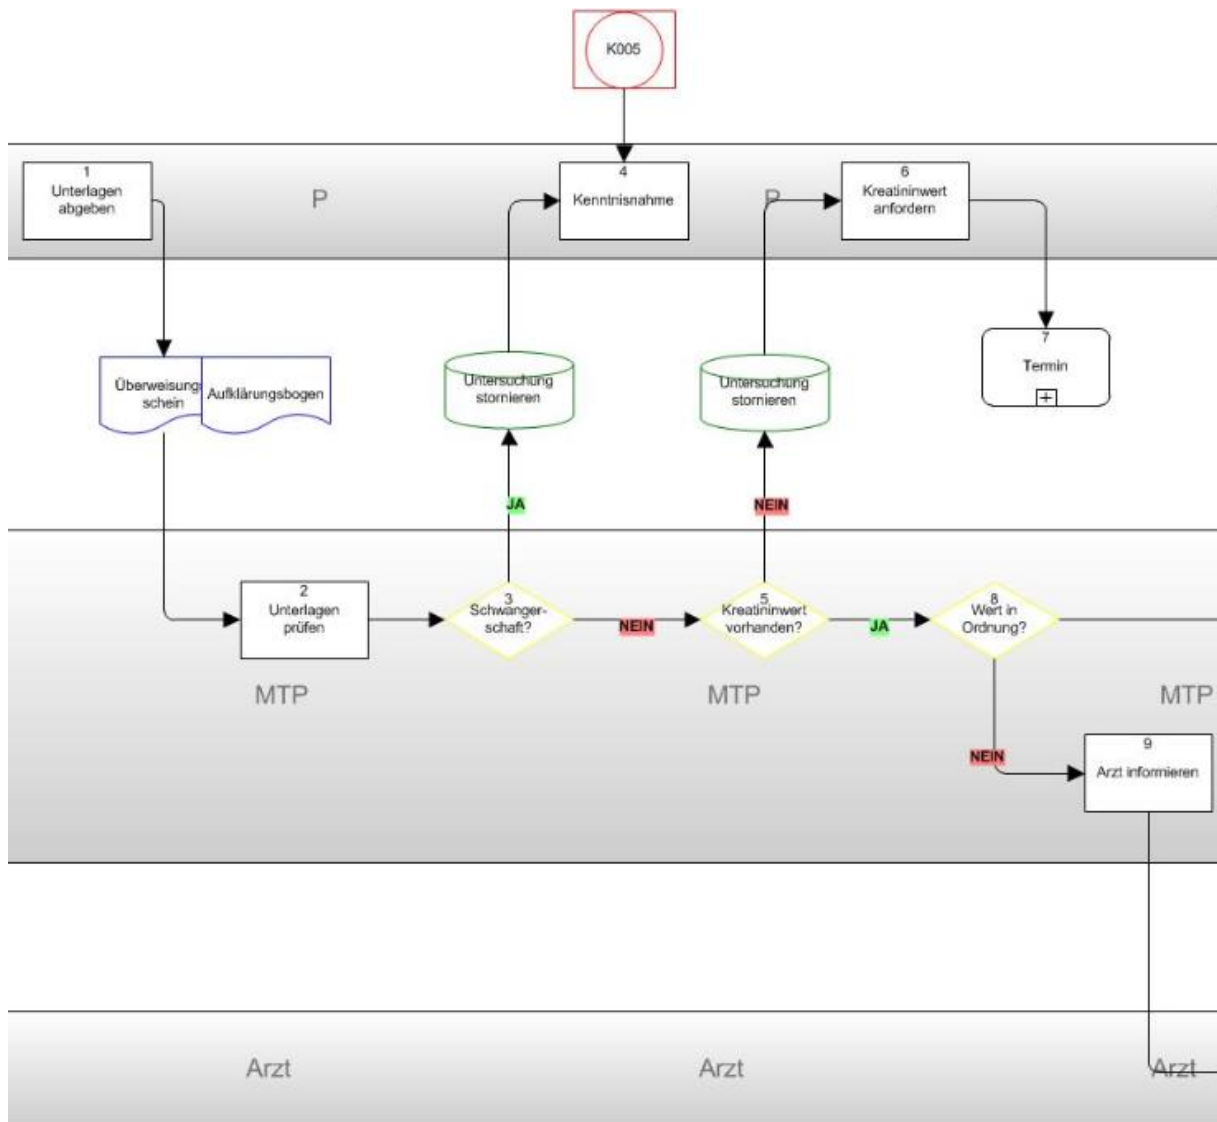 K005
1
Unterlagen
abgeben
P
4
Kenntnisnahme
P
6
Kreatininwert
anfordern
Überweisung
schein
Aufklärungsbogen
Untersuchung
stornieren
Untersuchung
stornieren
7
Termin
+
JA
NEIN
2
Unterlagen
prüfen
3
Schwanger-
schaft?
NEIN
5
Kreatininwert
vorhanden?
JA
8
Wert in
Ordnung?
MTP
MTP
MTP
NEIN
9
Arzt informieren
Arzt
Arzt
Arzt